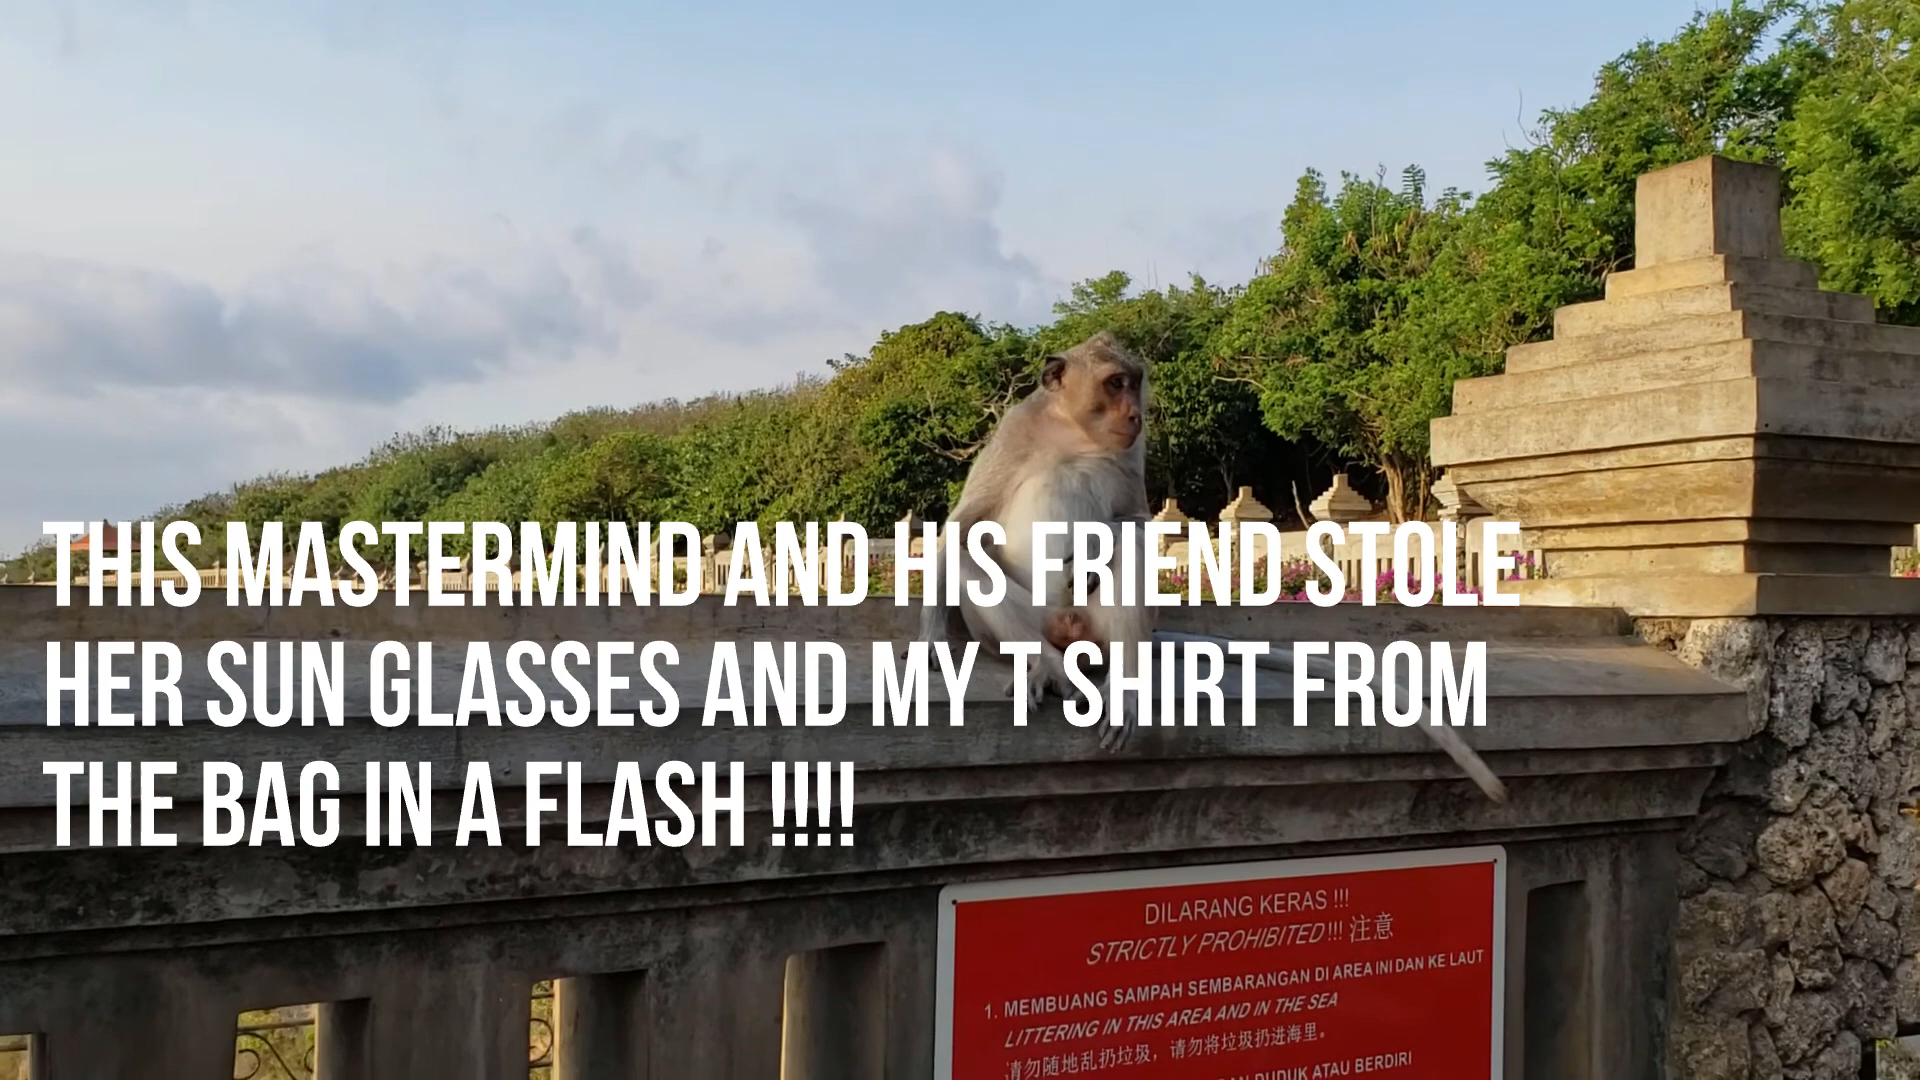 THIS MASTERMIND AND HIS FRIEND STOLE
HER SUN GLASSES AND MY T SHIRT FROM
THE BAG IN A FLASH !!!!
DILARANG KERAS !!!
STRICTLY PROHIBITED!!! 注意
1. MEMBUANG SAMPAH SEMBARANGAN DI AREA INI DAN KE LAUT
LITTERING IN THIS AREA AND IN THE SEA
请勿随地乱扔垃圾，请勿将垃圾扔进海里。
DUDUK ATAU BERDIRI